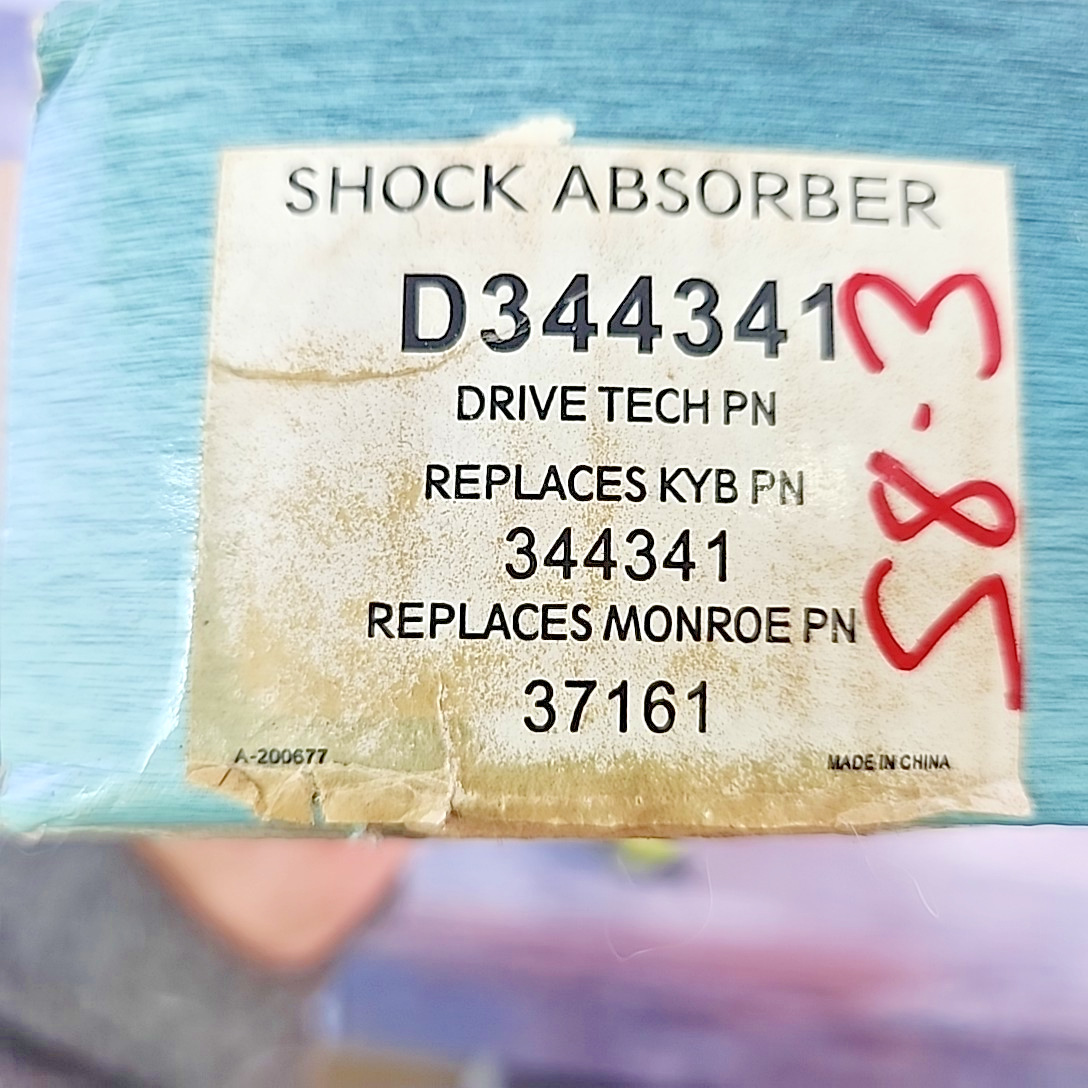 SHOCK ABSORBER
D344341
DRIVE TECH PN
REPLACES KYB PN
344341
REPLACES MONROE PN
37161
A-200677
MADE IN CHINA
S8-3